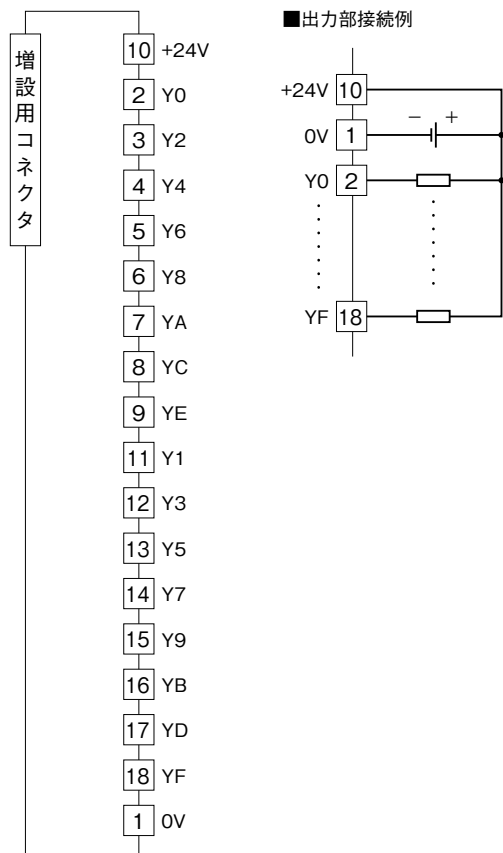 増設用コネクタ
10 +24V
2 Y0
3 Y2
4 Y4
5 Y6
6 Y8
7 YA
8 YC
9 YE
11 Y1
12 Y3
13 Y5
14 Y7
15 Y9
16 YB
17 YD
18 YF
1 0V
■出力部接続例
+24V 10
0V 1 − +
Y0 2
YF 18